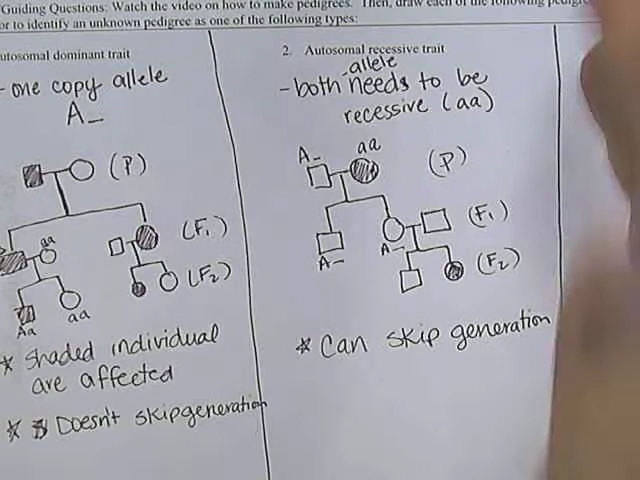 Guiding Questions: Watch the video on how to make pedigrees. Then, draw each of the following pedigre
or to identify an unknown pedigree as one of the following types:
utosomal dominant trait
- one copy allele
A_
(P)
(F₁)
aa
(F₂)
Aa
aa
* shaded individual
are affected
* Doesn't skip generation
2. Autosomal recessive trait
-allele
- both needs to be
recessive (aa)
A_
aa
(P)
(F₁)
A_
A_
(F₂)
* Can skip generation